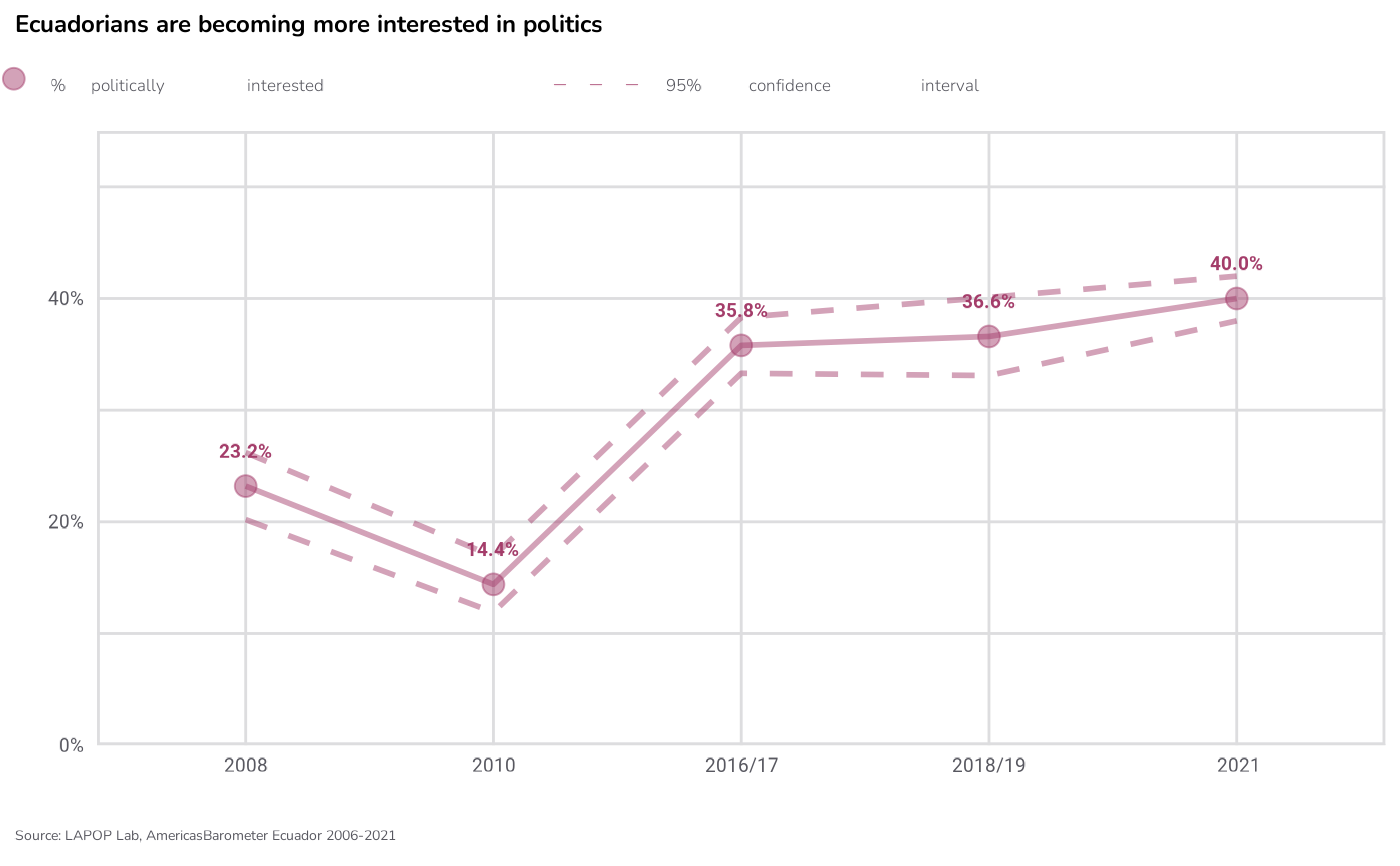 Ecuadorians are becoming more interested in politics
% politically interested 95% confidence interval
40.0%
40%
36.6%
35.8%
23.2%
20%
14.4%
0%
2008 2010 2016/17 2018/19 2021
Source: LAPOP Lab, AmericasBarometer Ecuador 2006-2021